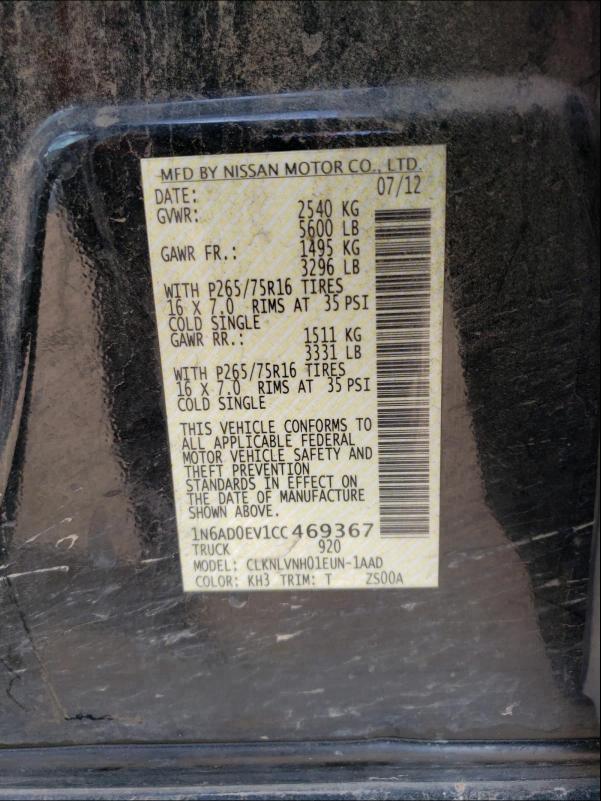 MFD BY NISSAN MOTOR CO., LTD.
DATE: 07/12
GVWR: 2540 KG
5600 LB
GAWR FR.: 1495 KG
3296 LB
WITH P265/75R16 TIRES
16 X 7.0 RIMS AT 35 PSI
COLD SINGLE
GAWR RR.: 1511 KG
3331 LB
WITH P265/75R16 TIRES
16 X 7.0 RIMS AT 35 PSI
COLD SINGLE
THIS VEHICLE CONFORMS TO
ALL APPLICABLE FEDERAL
MOTOR VEHICLE SAFETY AND
THEFT PREVENTION
STANDARDS IN EFFECT ON
THE DATE OF MANUFACTURE
SHOWN ABOVE.
1N6AD0EV1CC469367
TRUCK 920
MODEL: CLKNLVNH01EUN-1AAD
COLOR: KH3 TRIM: T ZS00A